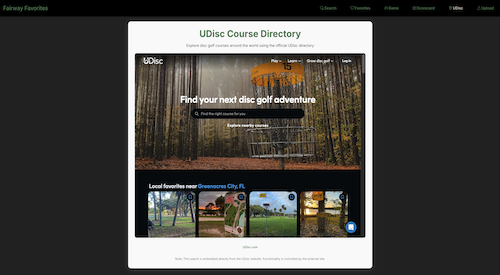 Fairway Favorites
Search Favorites Game Scorecard UDisc Upload
UDisc Course Directory
Explore disc golf courses around the world using the official UDisc directory.
UDisc Play Learn Grow disc golf Log in
Find your next disc golf adventure
Find the right course for you
Explore nearby courses
Local favorites near Greenacres City, FL
UDisc.com
Note: This search is embedded directly from the UDisc website. Functionality is controlled by the external site.